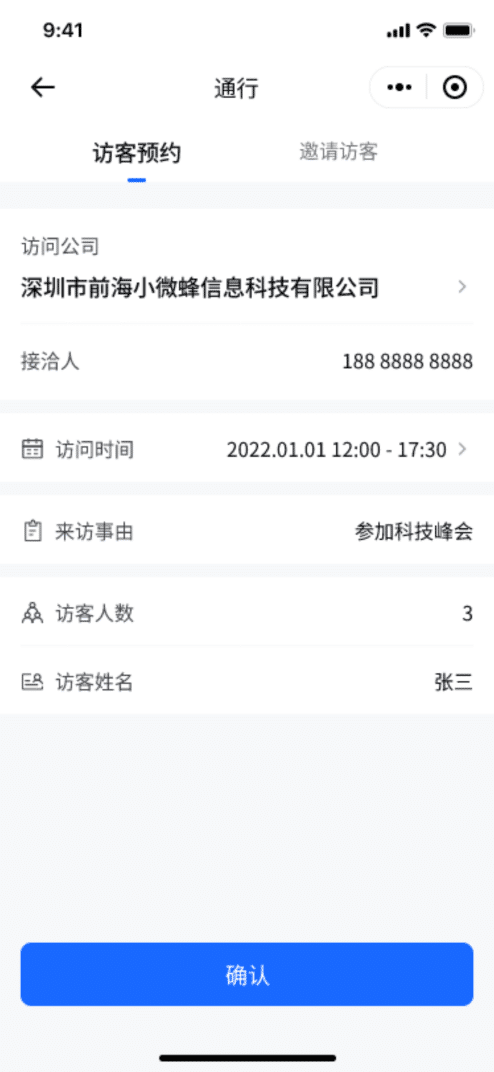 9:41
通行
访客预约 邀请访客
访问公司
深圳市前海小微蜂信息科技有限公司
接洽人 188 8888 8888
访问时间 2022.01.01 12:00 - 17:30
来访事由 参加科技峰会
访客人数 3
访客姓名 张三
确认